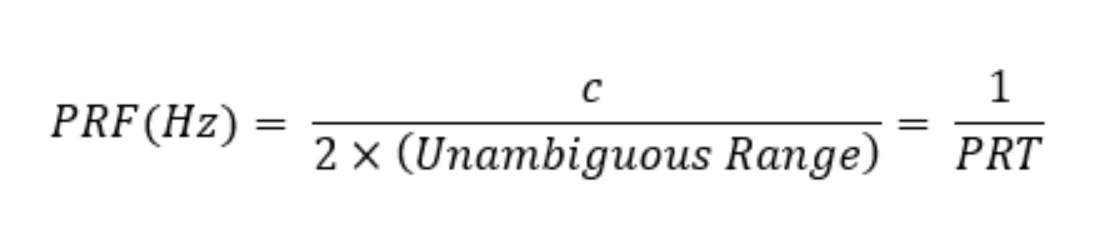 PRF(Hz) = c / 2 × (Unambiguous Range) = 1 / PRT